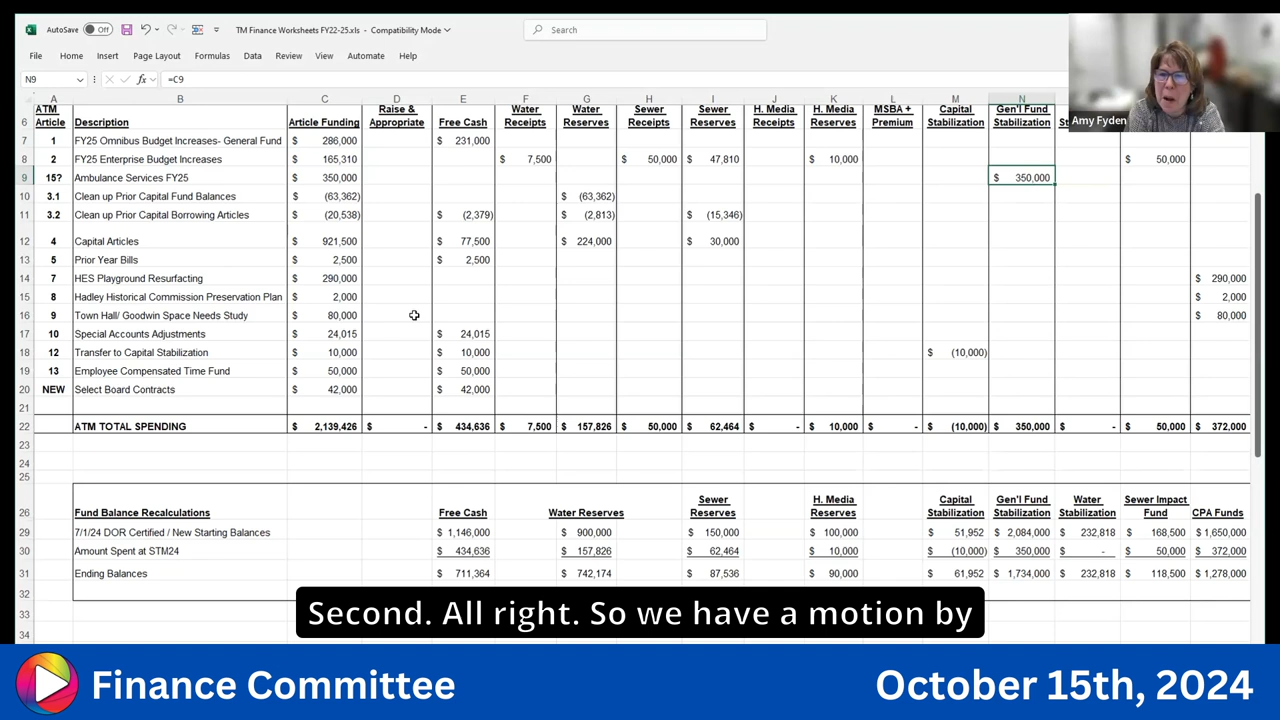 AutoSave Off TM Finance Worksheets FY22-25.xls - Compatibility Mode Search
File Home Insert Page Layout Formulas Data Review View Automate Help
N9 fx =C9
A B C D E F G H I J K L M N
ATM Raise & Water Water Sewer Sewer H. Media H. Media MSBA + Capital Gen'l Fund
6 Article Description Article Funding Appropriate Free Cash Receipts Reserves Receipts Reserves Receipts Reserves Premium Stabilization Stabilization
7 1 FY25 Omnibus Budget Increases- General Fund $ 286,000 $ 231,000
8 2 FY25 Enterprise Budget Increases $ 165,310 $ 7,500 $ 50,000 $ 47,810 $ 10,000 $ 50,000
9 15? Ambulance Services FY25 $ 350,000 $ 350,000
10 3.1 Clean up Prior Capital Fund Balances $ (63,362) $ (63,362)
11 3.2 Clean up Prior Capital Borrowing Articles $ (20,538) $ (2,379) $ (2,813) $ (15,346)
12 4 Capital Articles $ 921,500 $ 77,500 $ 224,000 $ 30,000
13 5 Prior Year Bills $ 2,500 $ 2,500
14 7 HES Playground Resurfacting $ 290,000 $ 290,000
15 8 Hadley Historical Commission Preservation Plan $ 2,000 $ 2,000
16 9 Town Hall/ Goodwin Space Needs Study $ 80,000 $ 80,000
17 10 Special Accounts Adjustments $ 24,015 $ 24,015
18 12 Transfer to Capital Stabilization $ 10,000 $ 10,000 $ (10,000)
19 13 Employee Compensated Time Fund $ 50,000 $ 50,000
20 NEW Select Board Contracts $ 42,000 $ 42,000
21
22 ATM TOTAL SPENDING $ 2,139,426 $ - $ 434,636 $ 7,500 $ 157,826 $ 50,000 $ 62,464 $ - $ 10,000 $ - $ (10,000) $ 350,000 $ - $ 50,000 $ 372,000
23
24
25
Sewer H. Media Capital Gen'l Fund Water Sewer Impact
26 Fund Balance Recalculations Free Cash Water Reserves Reserves Reserves Stabilization Stabilization Stabilization Fund CPA Funds
29 7/1/24 DOR Certified / New Starting Balances $ 1,146,000 $ 900,000 $ 150,000 $ 100,000 $ 51,952 $ 2,084,000 $ 232,818 $ 168,500 $ 1,650,000
30 Amount Spent at STM24 $ 434,636 $ 157,826 $ 62,464 $ 10,000 $ (10,000) $ 350,000 $ - $ 50,000 $ 372,000
31 Ending Balances $ 711,364 $ 742,174 $ 87,536 $ 90,000 $ 61,952 $ 1,734,000 $ 232,818 $ 118,500 $ 1,278,000
32
33
34
Amy Fyden
Second. All right. So we have a motion by
Finance Committee October 15th, 2024